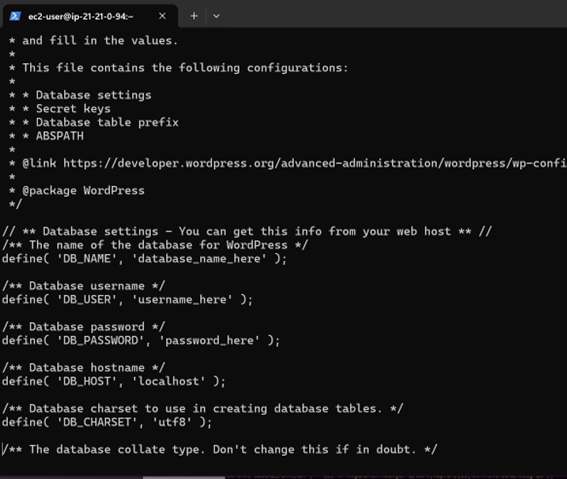 ec2-user@ip-21-21-0-94:~
* and fill in the values.
*
* This file contains the following configurations:
*
* * Database settings
* * Secret keys
* * Database table prefix
* * ABSPATH
*
* @link https://developer.wordpress.org/advanced-administration/wordpress/wp-confi
*
* @package WordPress
*/

// ** Database settings - You can get this info from your web host ** //
/** The name of the database for WordPress */
define( 'DB_NAME', 'database_name_here' );

/** Database username */
define( 'DB_USER', 'username_here' );

/** Database password */
define( 'DB_PASSWORD', 'password_here' );

/** Database hostname */
define( 'DB_HOST', 'localhost' );

/** Database charset to use in creating database tables. */
define( 'DB_CHARSET', 'utf8' );

/** The database collate type. Don't change this if in doubt. */